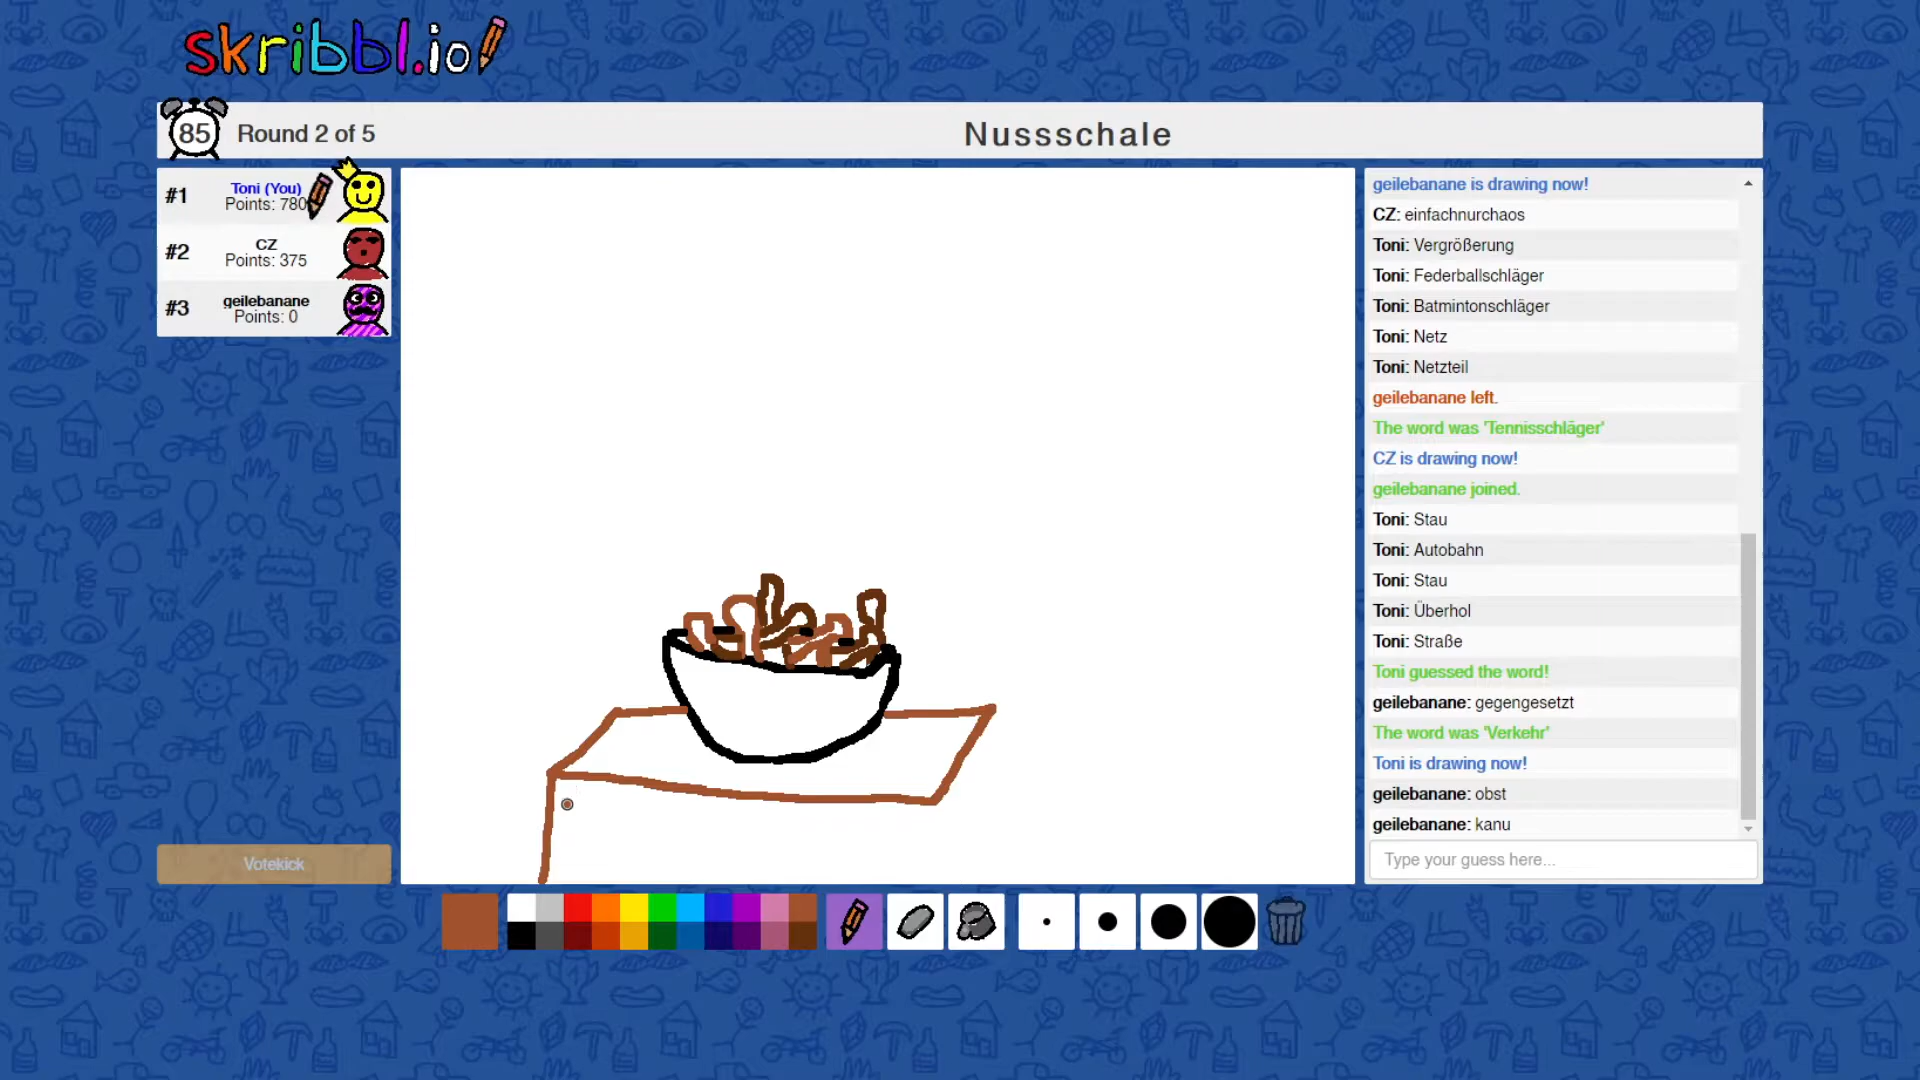 skribbl.io
85
Round 2 of 5
Nussschale
#1
Toni (You)
Points: 780
#2
CZ
Points: 375
#3
geilebanane
Points: 0
Votekick
geilebanane is drawing now!
CZ: einfachnurchaos
Toni: Vergrößerung
Toni: Federballschläger
Toni: Batmintonschläger
Toni: Netz
Toni: Netzteil
geilebanane left.
The word was 'Tennisschläger'
CZ is drawing now!
geilebanane joined.
Toni: Stau
Toni: Autobahn
Toni: Stau
Toni: Überhol
Toni: Straße
Toni guessed the word!
geilebanane: gegengesetzt
The word was 'Verkehr'
Toni is drawing now!
geilebanane: obst
geilebanane: kanu
Type your guess here...